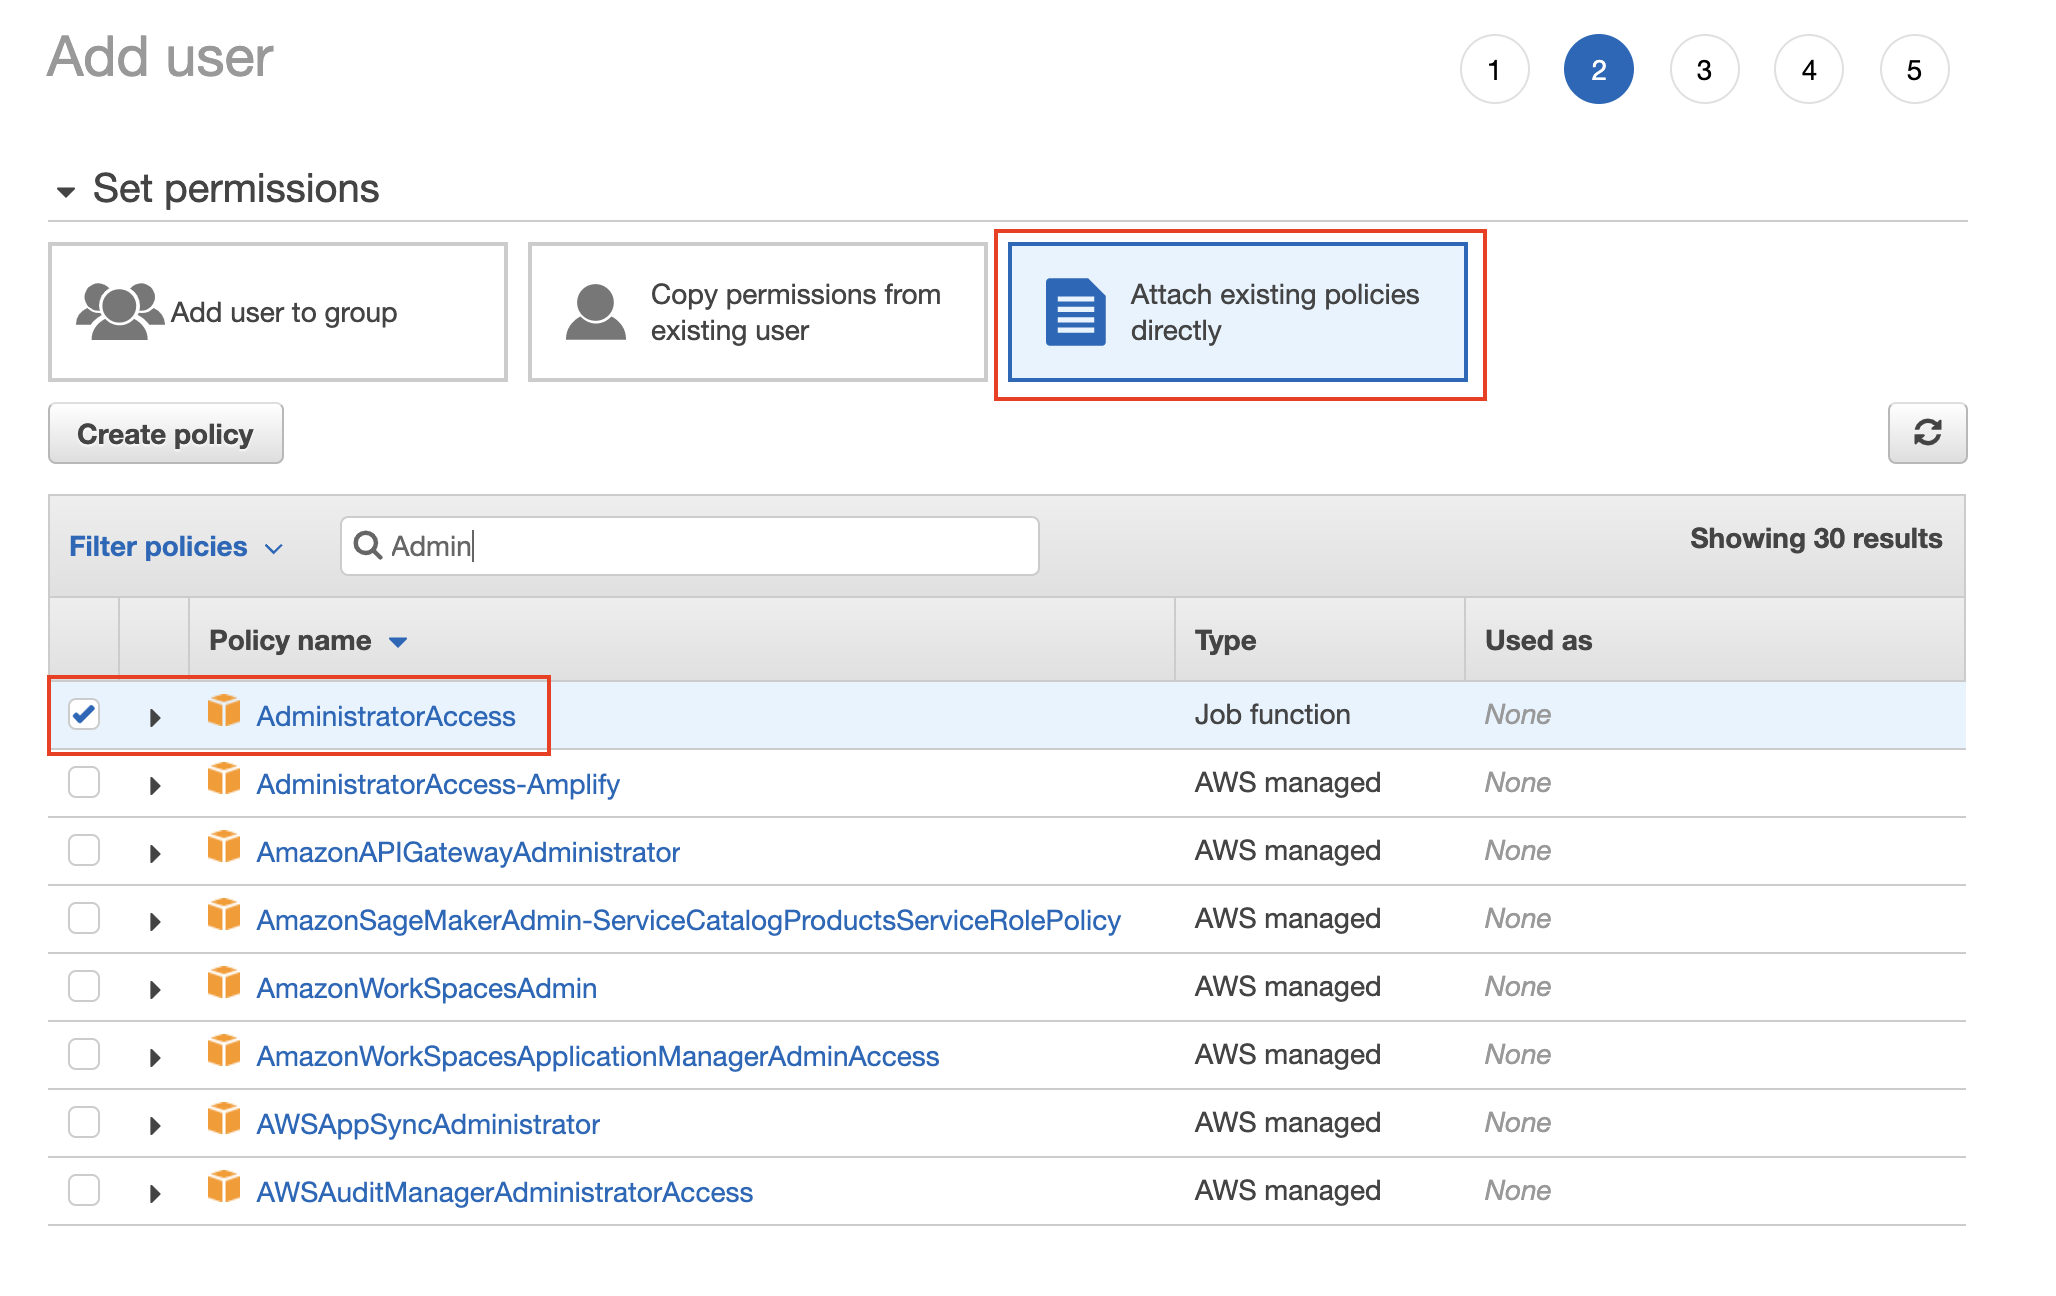 Add user
1 2 3 4 5
Set permissions
Add user to group
Copy permissions from
existing user
Attach existing policies
directly
Create policy
Filter policies
Admin
Showing 30 results
Policy name Type Used as
AdministratorAccess Job function None
AdministratorAccess-Amplify AWS managed None
AmazonAPIGatewayAdministrator AWS managed None
AmazonSageMakerAdmin-ServiceCatalogProductsServiceRolePolicy AWS managed None
AmazonWorkSpacesAdmin AWS managed None
AmazonWorkSpacesApplicationManagerAdminAccess AWS managed None
AWSAppSyncAdministrator AWS managed None
AWSAuditManagerAdministratorAccess AWS managed None